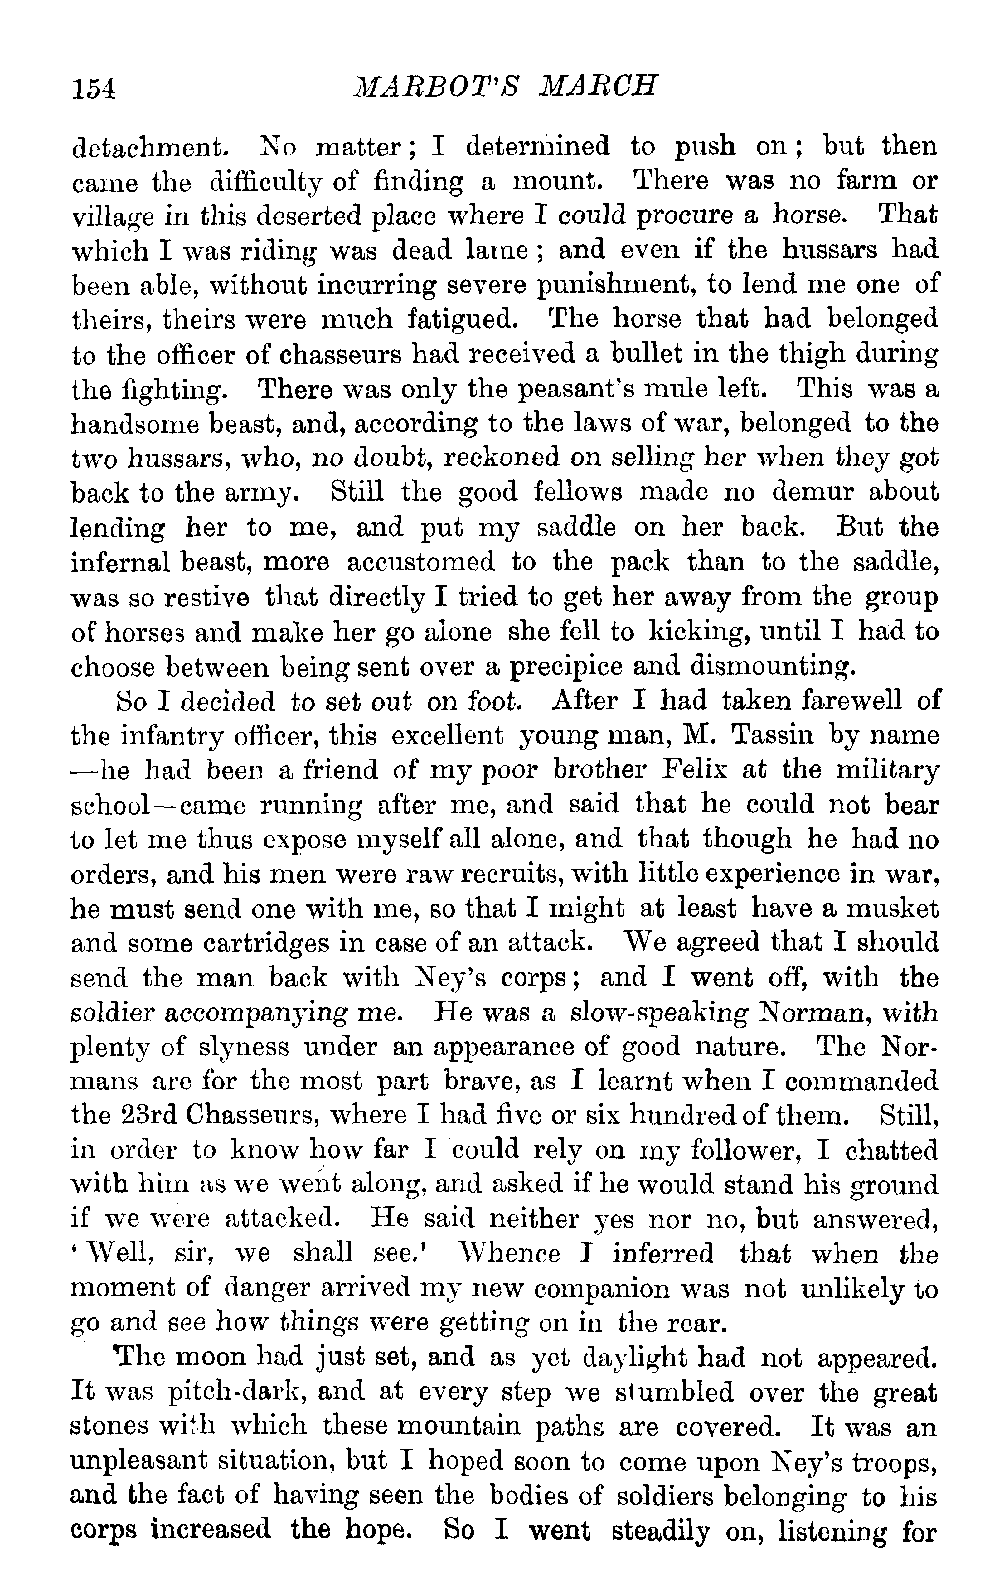 154 MARBOT'S MARCH
detachment. No matter; I determined to push on; but then
came the difficulty of finding a mount. There was no farm or
village in this deserted place where I could procure a horse. That
which I was riding was dead lame; and even if the hussars had
been able, without incurring severe punishment, to lend me one of
theirs, theirs were much fatigued. The horse that had belonged
to the officer of chasseurs had received a bullet in the thigh during
the fighting. There was only the peasant's mule left. This was a
handsome beast, and, according to the laws of war, belonged to the
two hussars, who, no doubt, reckoned on selling her when they got
back to the army. Still the good fellows made no demur about
lending her to me, and put my saddle on her back. But the
infernal beast, more accustomed to the pack than to the saddle,
was so restive that directly I tried to get her away from the group
of horses and make her go alone she fell to kicking, until I had to
choose between being sent over a precipice and dismounting.
So I decided to set out on foot. After I had taken farewell of
the infantry officer, this excellent young man, M. Tassin by name
—he had been a friend of my poor brother Felix at the military
school—came running after me, and said that he could not bear
to let me thus expose myself all alone, and that though he had no
orders, and his men were raw recruits, with little experience in war,
he must send one with me, so that I might at least have a musket
and some cartridges in case of an attack. We agreed that I should
send the man back with Ney's corps; and I went off, with the
soldier accompanying me. He was a slow-speaking Norman, with
plenty of slyness under an appearance of good nature. The Nor-
mans are for the most part brave, as I learnt when I commanded
the 23rd Chasseurs, where I had five or six hundred of them. Still,
in order to know how far I could rely on my follower, I chatted
with him as we went along, and asked if he would stand his ground
if we were attacked. He said neither yes nor no, but answered,
'Well, sir, we shall see.' Whence I inferred that when the
moment of danger arrived my new companion was not unlikely to
go and see how things were getting on in the rear.
The moon had just set, and as yet daylight had not appeared.
It was pitch-dark, and at every step we stumbled over the great
stones with which these mountain paths are covered. It was an
unpleasant situation, but I hoped soon to come upon Ney's troops,
and the fact of having seen the bodies of soldiers belonging to his
corps increased the hope. So I went steadily on, listening for